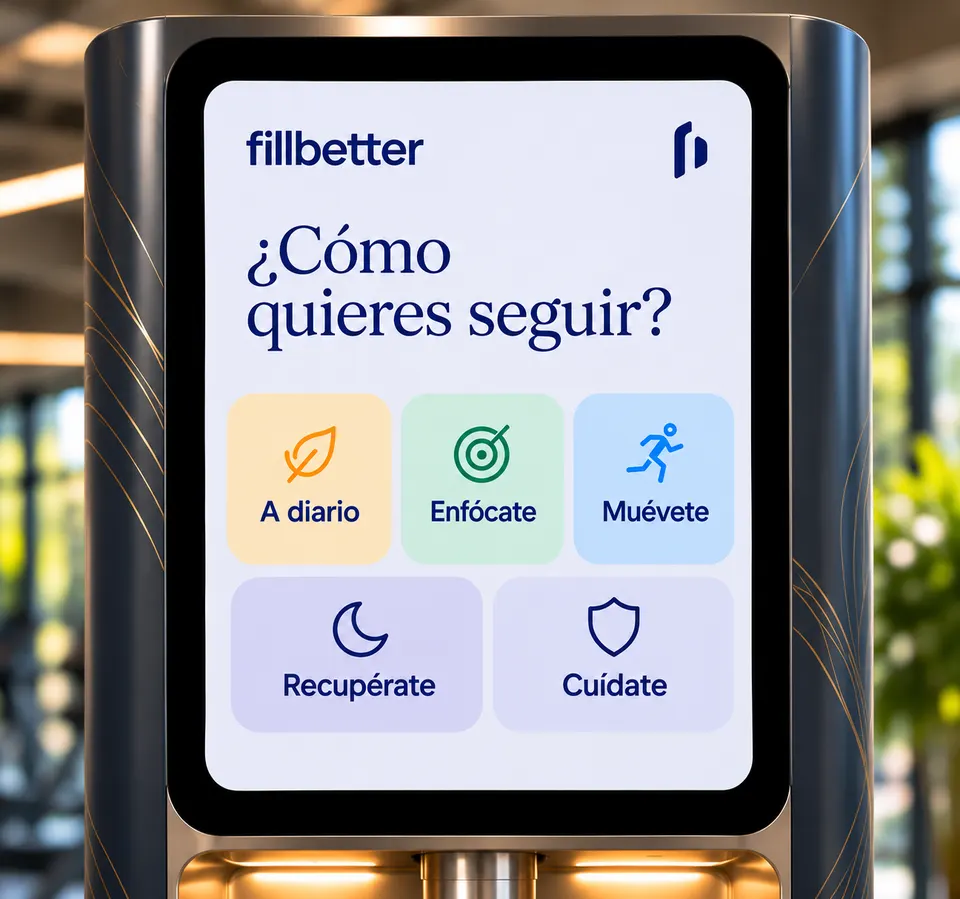 fillbetter
¿Cómo
quieres seguir?
A diario
Enfócate
Muévete
Recupérate
Cuídate